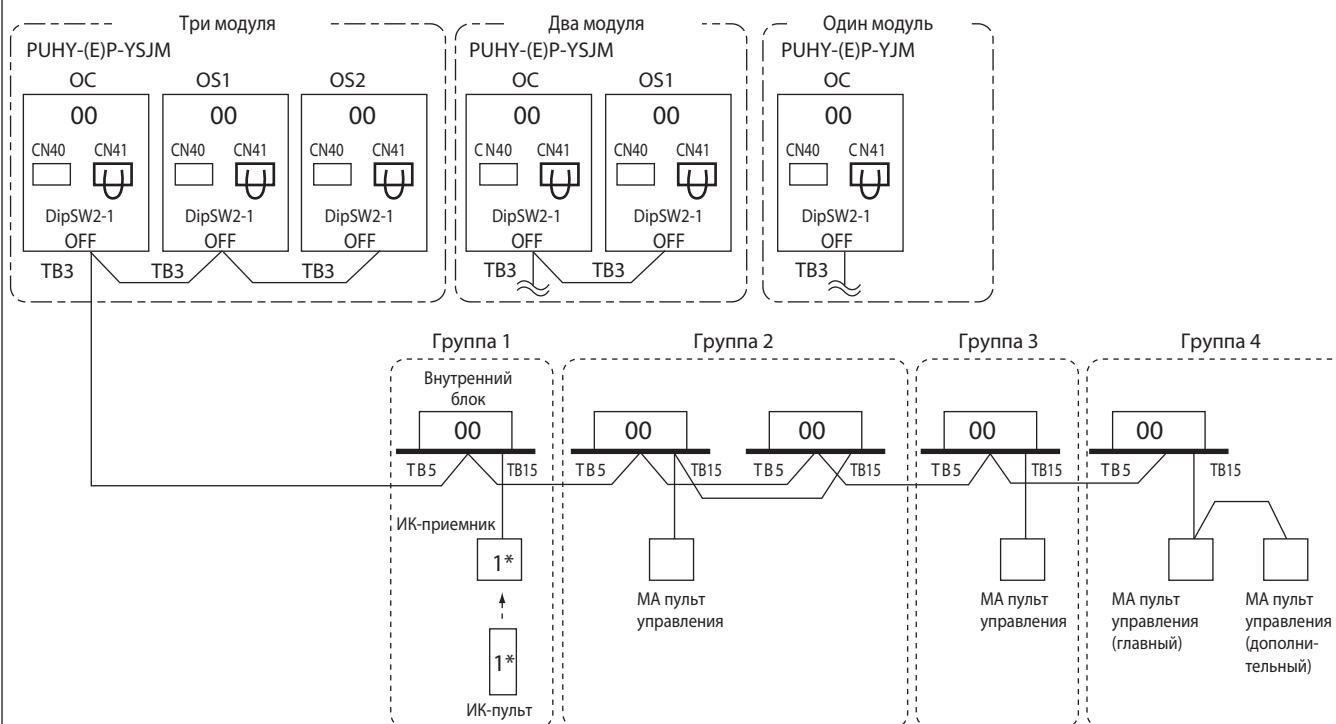 Три модуля
Два модуля
Один модуль
PUHY-(E)P-YSJM
PUHY-(E)P-YSJM
PUHY-(E)P-YJM
OC OS1 OS2 OC OS1 OC
00 00 00 00 00 00
CN40 CN41 CN40 CN41 CN40 CN41 CN40 CN41 CN40 CN41 CN40 CN41
DipSW2-1 DipSW2-1 DipSW2-1 DipSW2-1 DipSW2-1 DipSW2-1
OFF OFF OFF OFF OFF OFF
TB3 TB3 TB3 TB3 TB3 TB3
Группа 1 Группа 2 Группа 3 Группа 4
Внутренний
блок
00 00 00 00 00
TB5 TB15 TB5 TB15 TB5 TB15 TB5 TB15 TB5 TB15
ИК-приемник
1*
1*
ИК-пульт
МА пульт
управления
МА пульт
управления
МА пульт
управления
(главный)
МА пульт
управления
(дополни-
тельный)